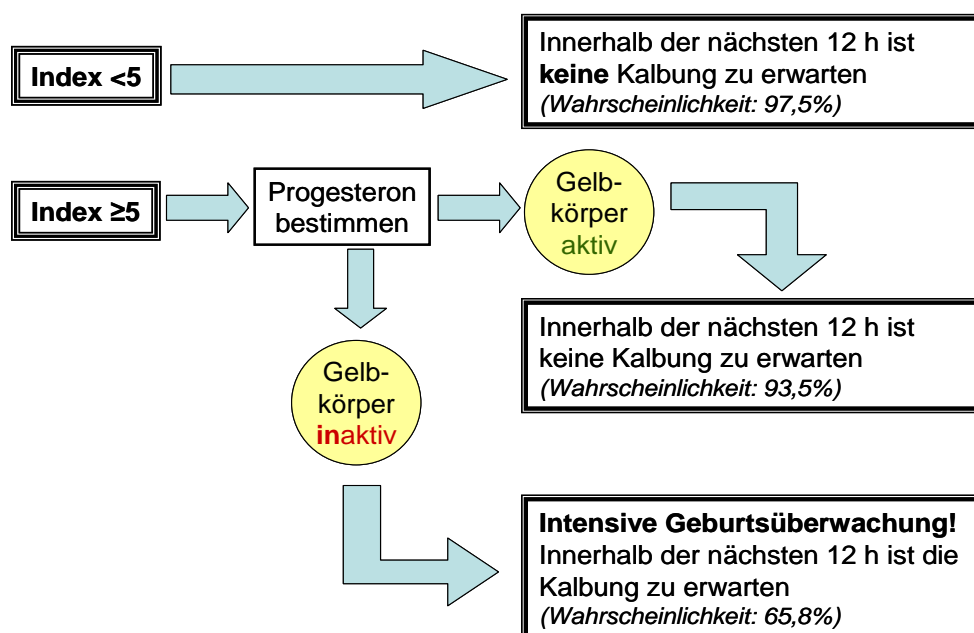 Index <5
Innerhalb der nächsten 12 h ist
keine Kalbung zu erwarten
(Wahrscheinlichkeit: 97,5%)
Index ≥5
Progesteron
bestimmen
Gelb-
körper
aktiv
Innerhalb der nächsten 12 h ist
keine Kalbung zu erwarten
(Wahrscheinlichkeit: 93,5%)
Gelb-
körper
inaktiv
Intensive Geburtsüberwachung!
Innerhalb der nächsten 12 h ist die
Kalbung zu erwarten
(Wahrscheinlichkeit: 65,8%)